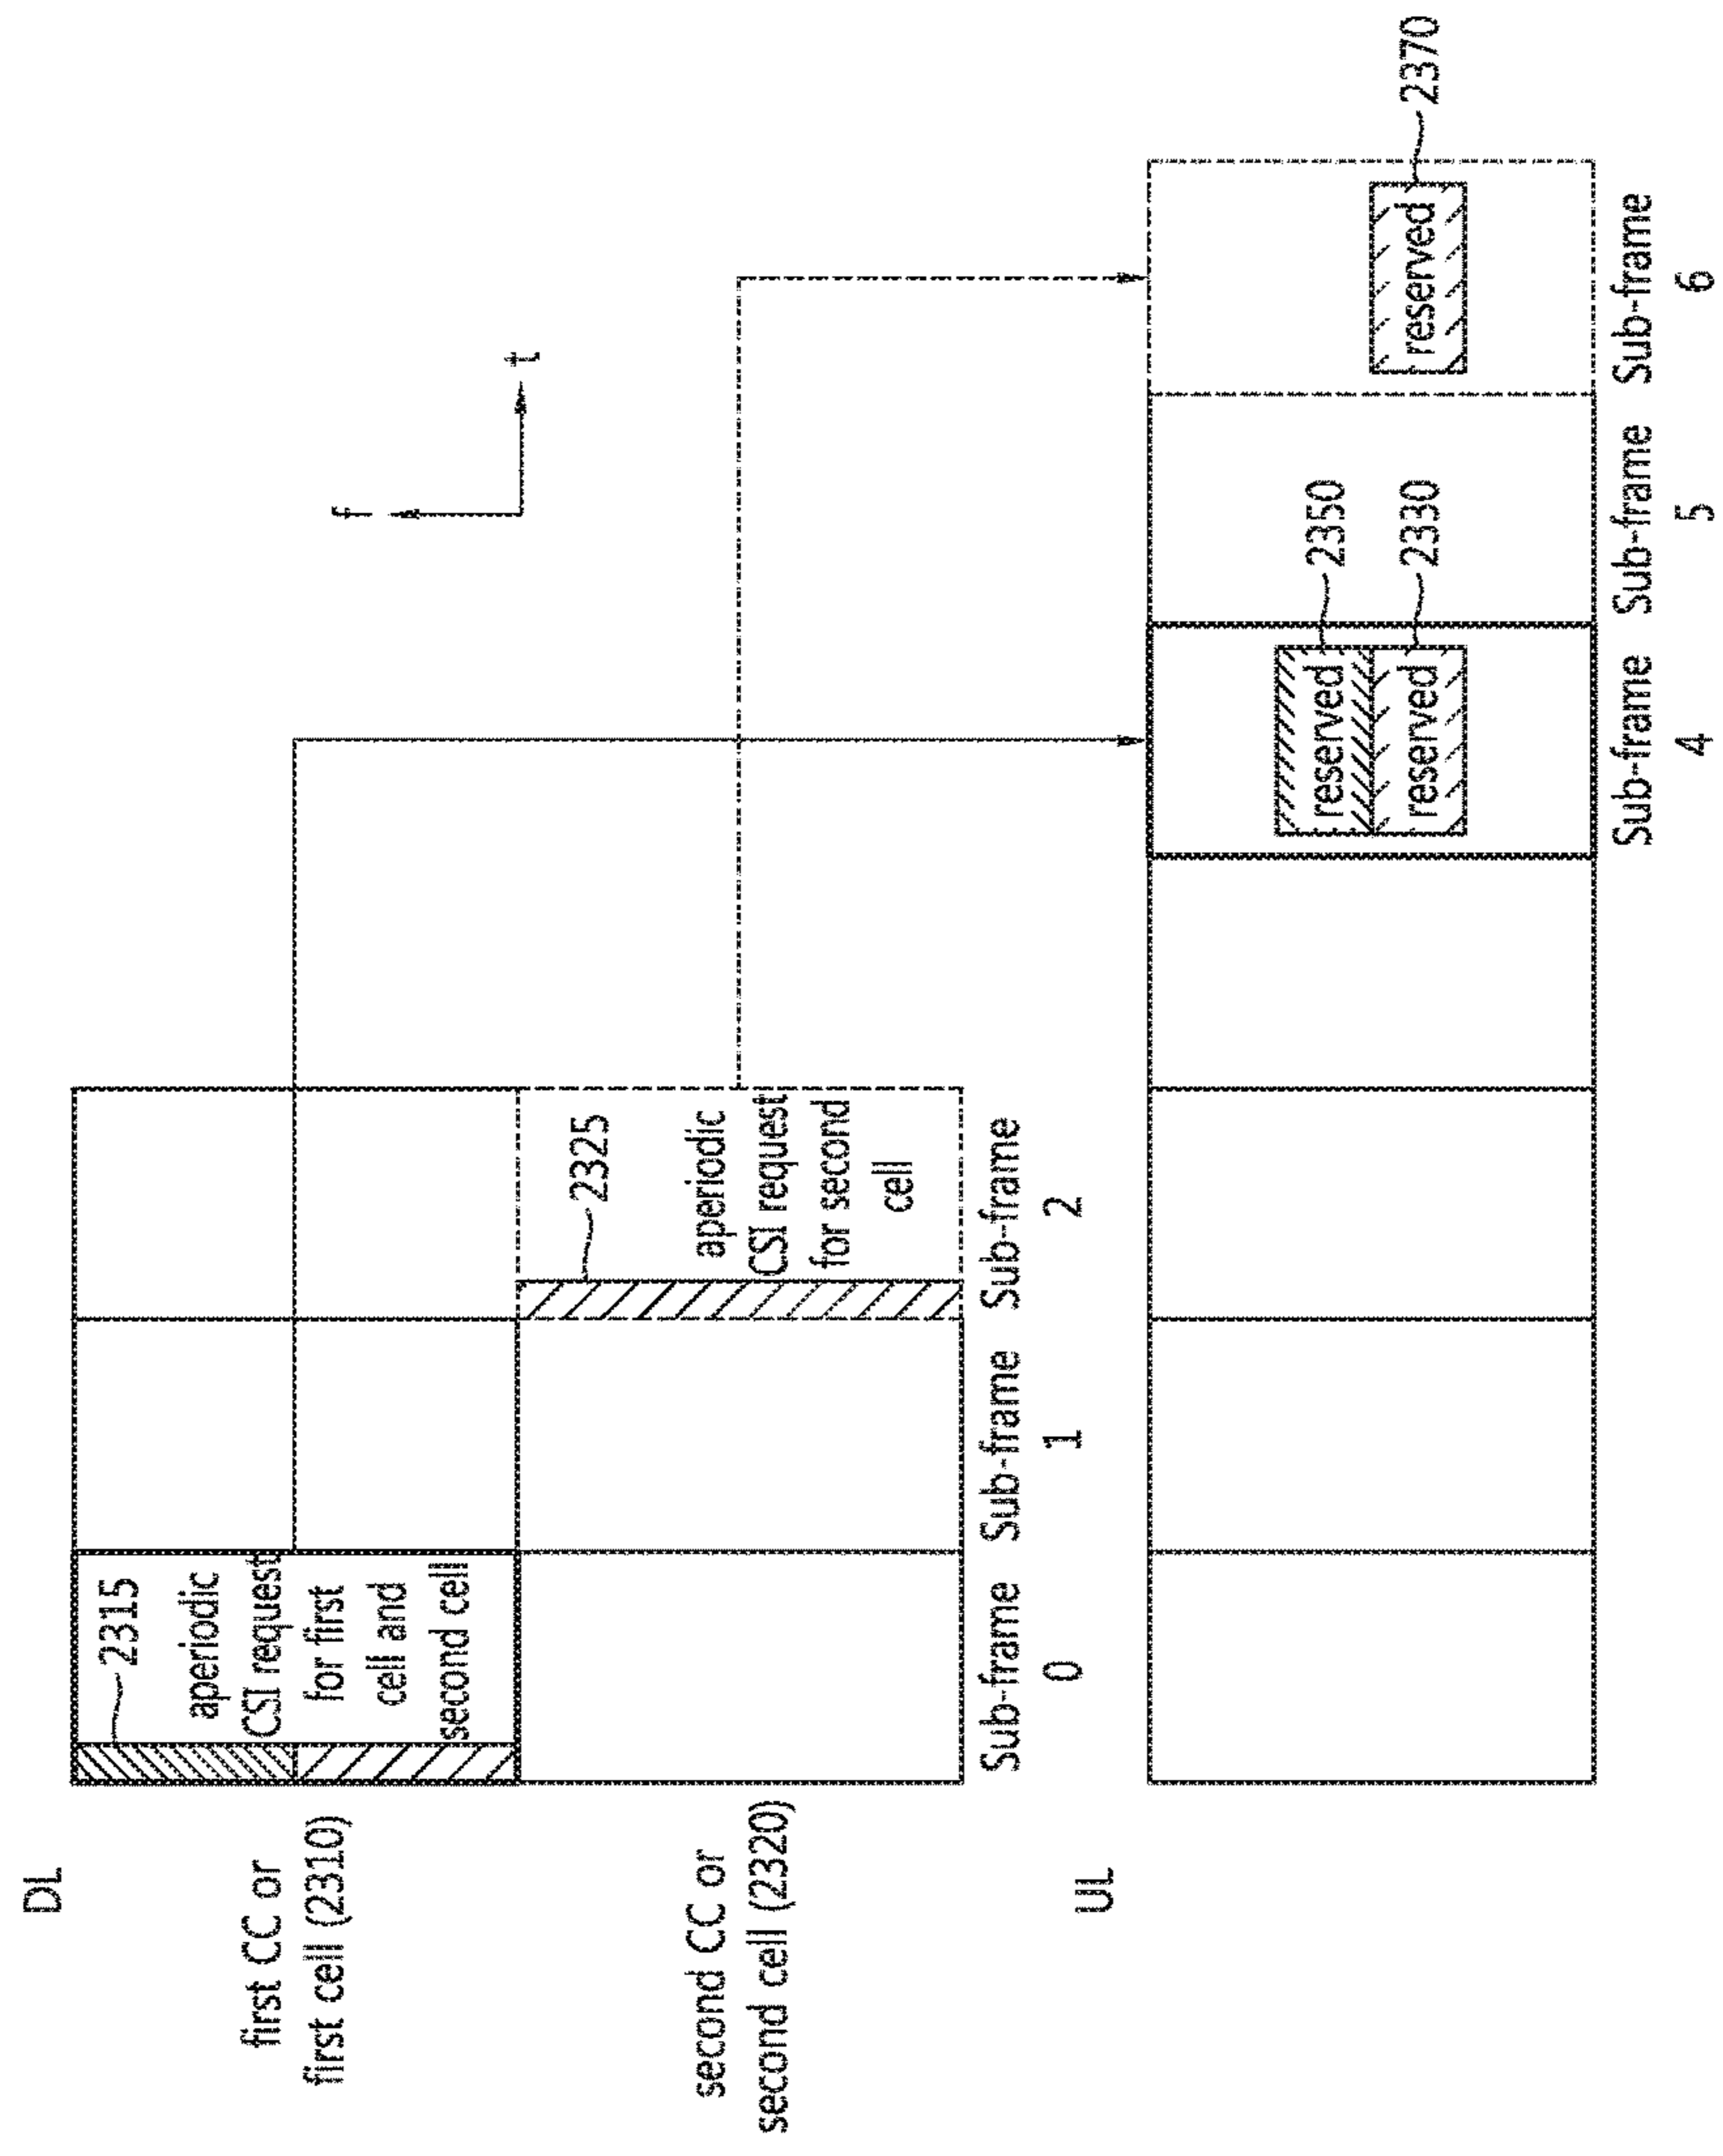 DL
first CC or
first cell (2310)
2315
aperiodic
CSI request
for first
cell and
second cell
second CC or
second cell (2320)
2325
aperiodic
CSI request
for second
cell
Sub-frame
0
Sub-frame
1
Sub-frame
2
f
t
UL
reserved
2350
reserved
2330
reserved
2370
Sub-frame
4
Sub-frame
5
Sub-frame
6